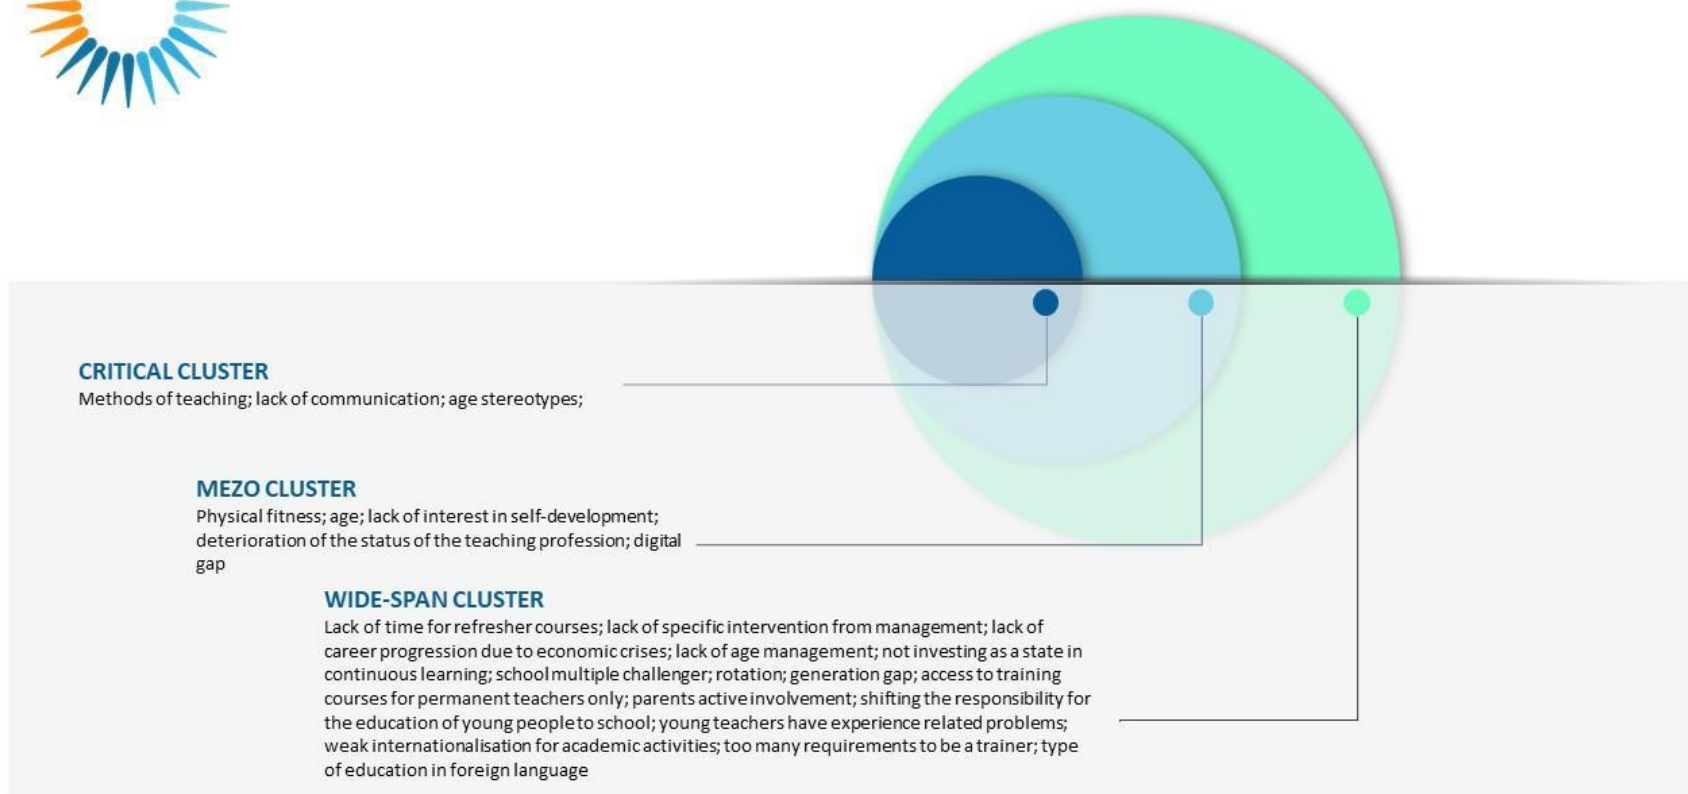 CRITICAL CLUSTER
Methods of teaching; lack of communication; age stereotypes;
MEZO CLUSTER
Physical fitness; age; lack of interest in self-development;
deterioration of the status of the teaching profession; digital
gap
WIDE-SPAN CLUSTER
Lack of time for refresher courses; lack of specific intervention from management; lack of
career progression due to economic crises; lack of age management; not investing as a state in
continuous learning; school multiple challenger; rotation; generation gap; access to training
courses for permanent teachers only; parents active involvement; shifting the responsibility for
the education of young people to school; young teachers have experience related problems;
weak internationalisation for academic activities; too many requirements to be a trainer; type
of education in foreign language